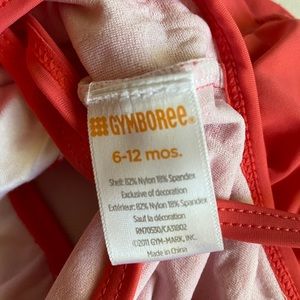 GYMBOREE®
6-12 mos.
Shell: 82% Nylon 18% Spandex
Exclusive of decoration
Extérieur: 82% Nylon 18% Spandex
Sauf la décoration
RN70530/CA31802
©2011 GYM-MARK, INC.
Made in China